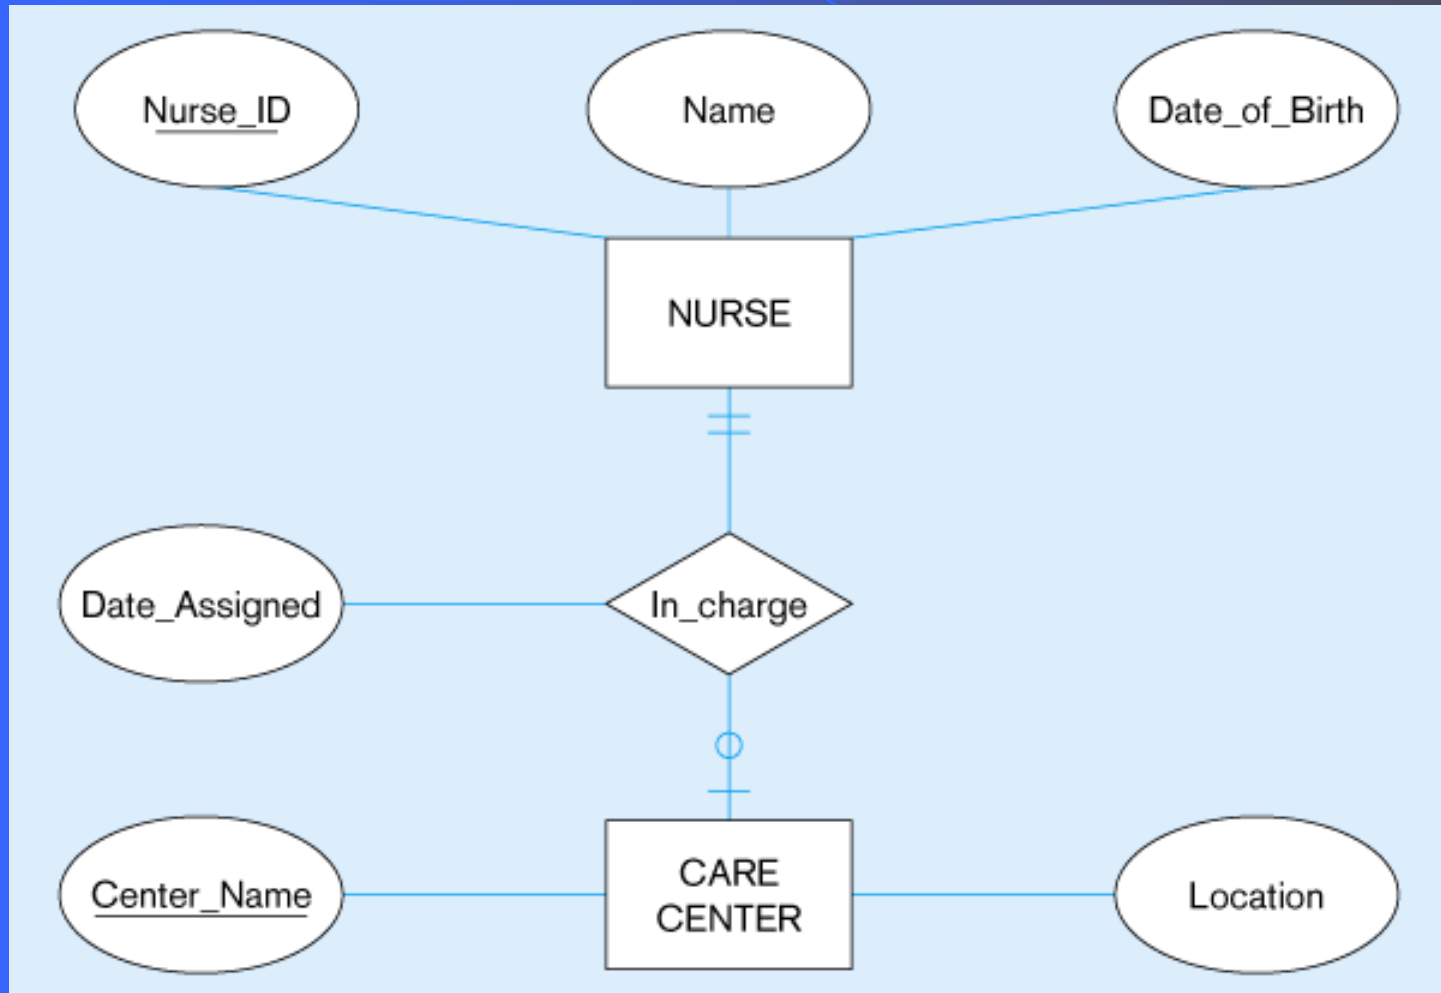 Nurse_ID
Name
Date_of_Birth
NURSE
Date_Assigned
In_charge
Center_Name
CARE
CENTER
Location